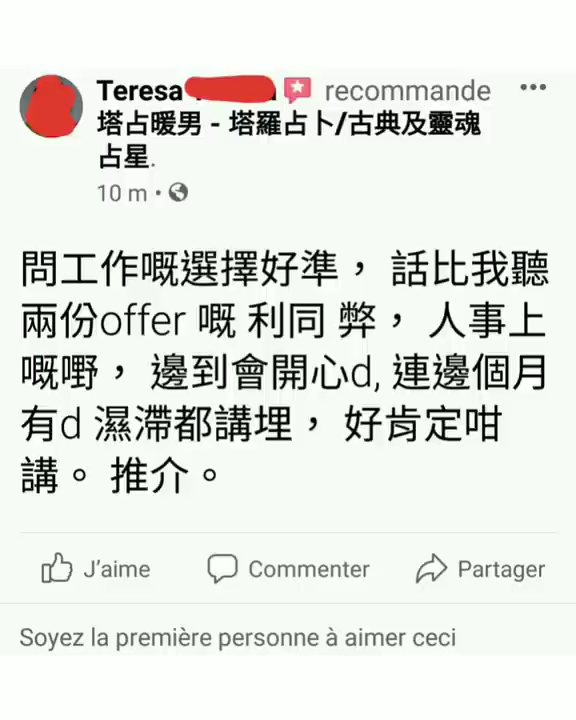 Teresa recommande
塔占暖男 - 塔羅占卜/古典及靈魂
占星.
10 m
問工作嘅選擇好準， 話比我聽
兩份offer 嘅 利同 弊， 人事上
嘅嘢， 邊到會開心d, 連邊個月
有d 濕滯都講埋， 好肯定咁
講。 推介。
J'aime Commenter Partager
Soyez la première personne à aimer ceci